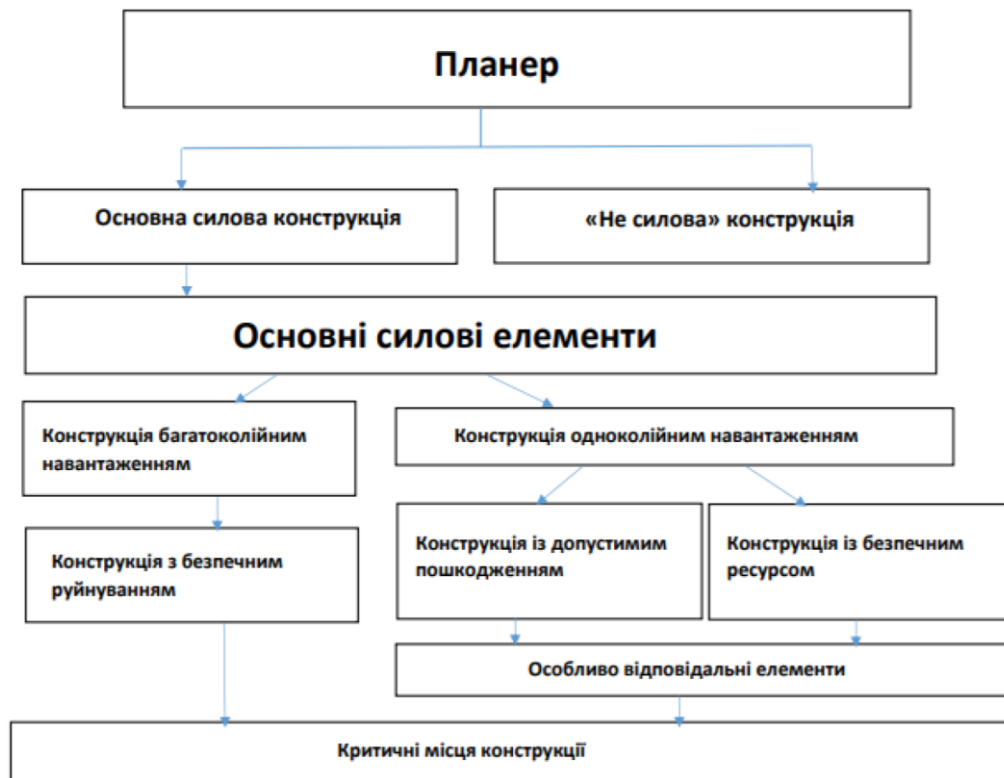 Планер
Основна силова конструкція
«Не силова» конструкція
Основні силові елементи
Конструкція багатоколійним
навантаженням
Конструкція одноколійним навантаженням
Конструкція з безпечним
руйнуванням
Конструкція із допустимим
пошкодженням
Конструкція із безпечним
ресурсом
Особливо відповідальні елементи
Критичні місця конструкції